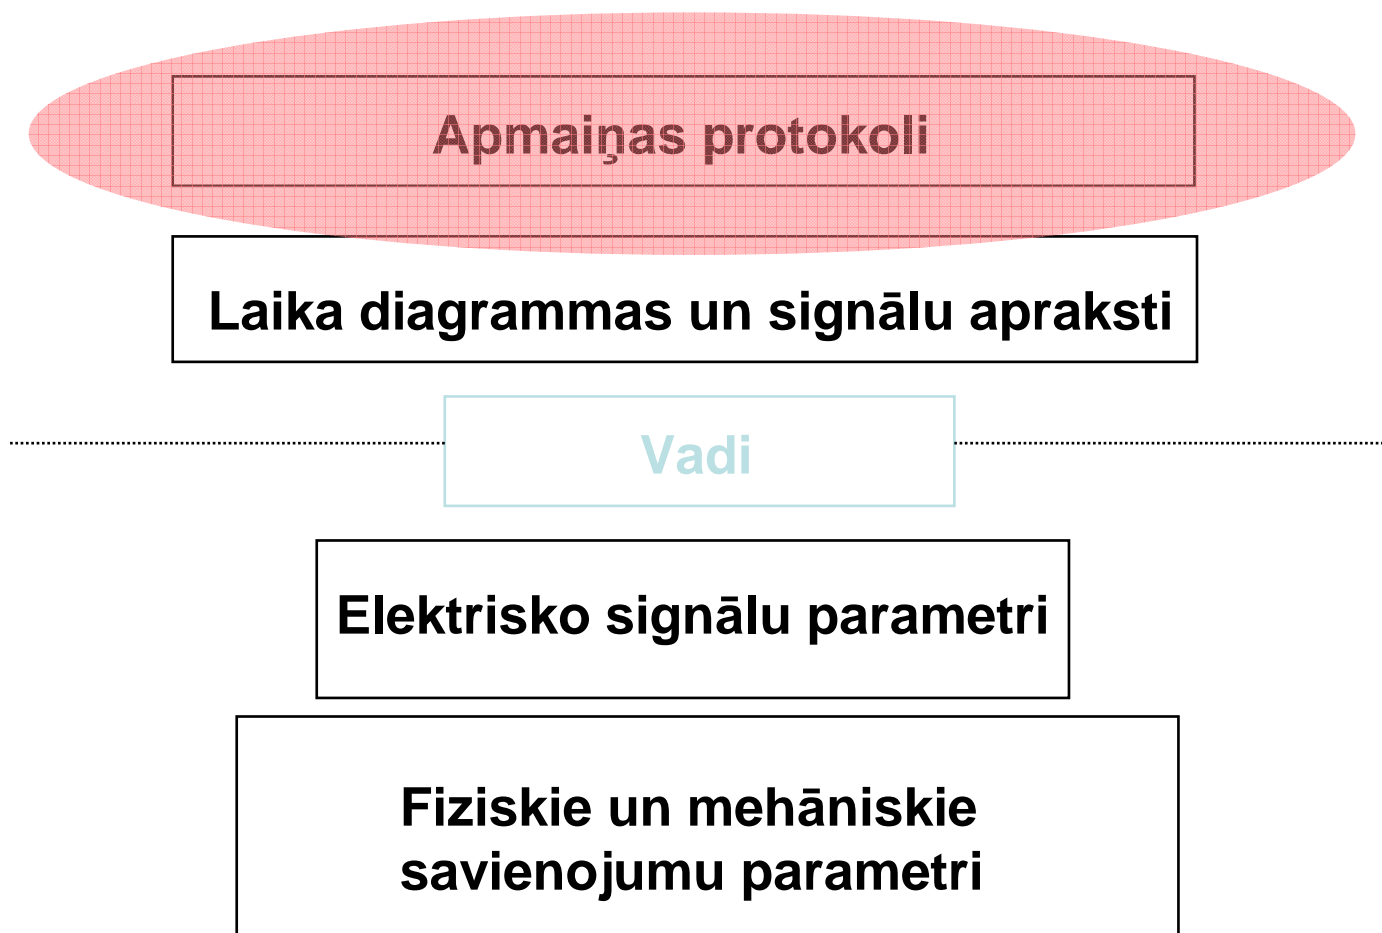 Apmaiņas protokoli
Laika diagrammas un signālu apraksti
Vadi
Elektrisko signālu parametri
Fiziskie un mehāniskie
savienojumu parametri